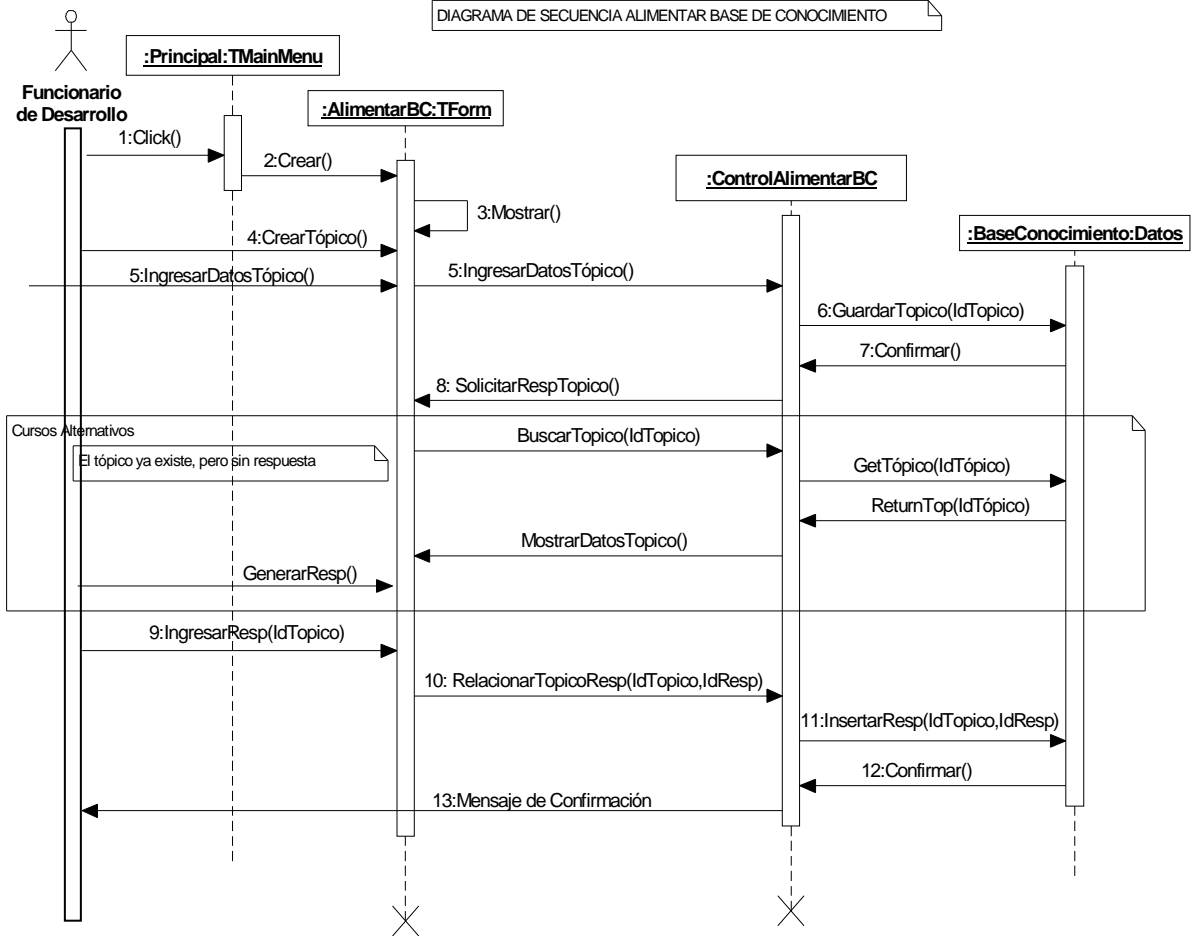 DIAGRAMA DE SECUENCIA ALIMENTAR BASE DE CONOCIMIENTO
:Principal:TMainMenu
Funcionario
de Desarrollo
:AlimentarBC:TForm
1:Click()
2:Crear()
:ControlAlimentarBC
3:Mostrar()
:BaseConocimiento:Datos
4:CrearTópico()
5:IngresarDatosTópico()
5:IngresarDatosTópico()
6:GuardarTopico(IdTopico)
7:Confirmar()
8: SolicitarRespTopico()
Cursos Alternativos
BuscarTopico(IdTopico)
El tópico ya existe, pero sin respuesta
GetTópico(IdTópico)
ReturnTop(IdTópico)
MostrarDatosTopico()
GenerarResp()
9:IngresarResp(IdTopico)
10: RelacionarTopicoResp(IdTopico,IdResp)
11:InsertarResp(IdTopico,IdResp)
12:Confirmar()
13:Mensaje de Confirmación